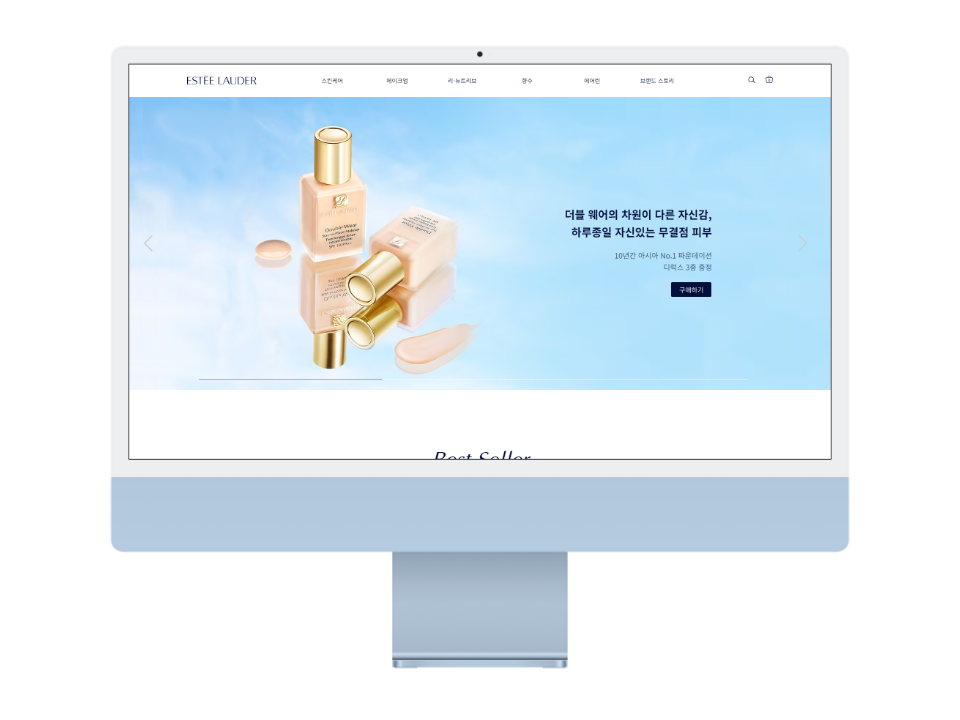 ESTĒE LAUDER
스킨케어
메이크업
리-뉴트리브
향수
에어린
브랜드 스토리
더블 웨어의 차원이 다른 자신감,
하루종일 자신있는 무결점 피부
10년간 아시아 No.1 파운데이션
디럭스 3종 증정
구매하기
Double Wear
Best Seller